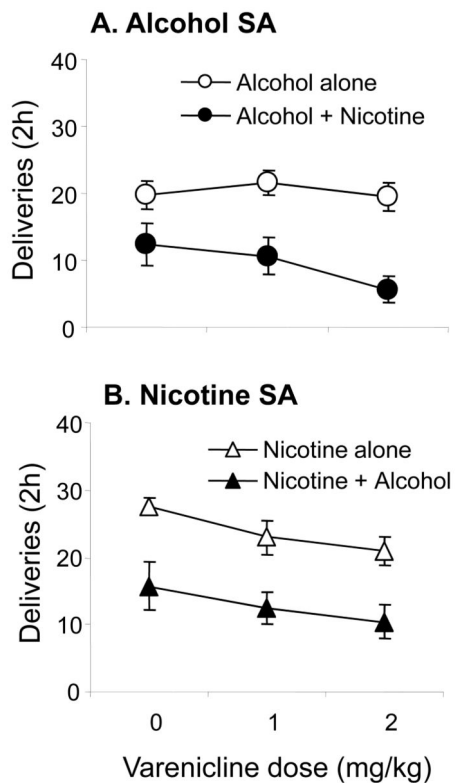 A. Alcohol SA
40
Alcohol alone
Alcohol + Nicotine
30
20
10
0
Deliveries (2h)
B. Nicotine SA
40
Nicotine alone
Nicotine + Alcohol
30
20
10
0
Deliveries (2h)
0 1 2
Varenicline dose (mg/kg)